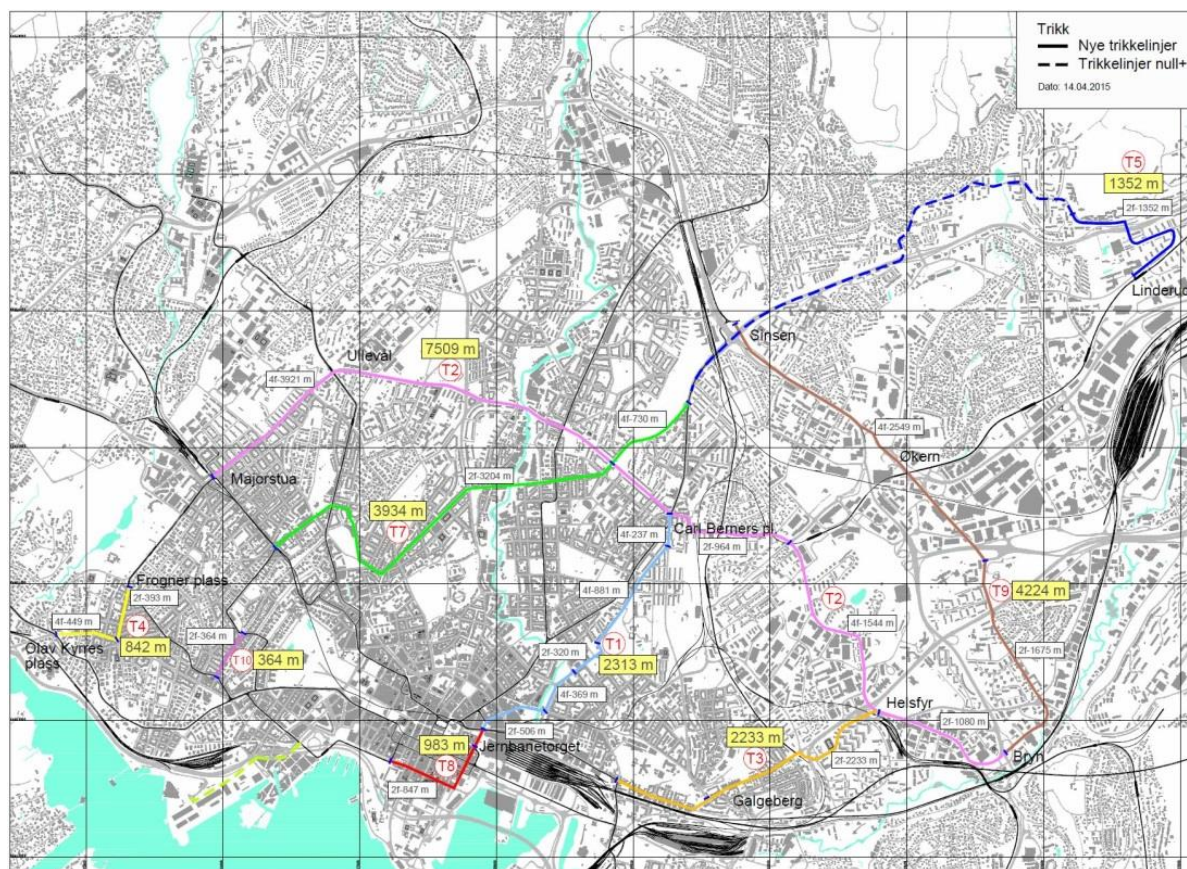 Trikk
Nye trikkelinjer
Trikkelinjer null+
Dato: 14.04.2015
T5
1352 m
2f-1352 m
Linderud
Sinsen
7509 m
Ullevål
T2
4f-3921 m
4f-730 m
4f-2549 m
Økern
Majorstua
2f-3204 m
3934 m
T7
Carl Berners pl.
4f-237 m
2f-964 m
Frogner plass
2f-393 m
4f-881 m
T2
T9
4224 m
4f-449 m
T4
842 m
2f-364 m
4f-1544 m
Olav Kyrres
plass
T10
364 m
2f-320 m
T1
2313 m
2f-1675 m
4f-369 m
Helsfyr
2f-506 m
2f-1080 m
983 m
Jernbanetorget
2233 m
T3
2f-2233 m
Bryn
T8
2f-847 m
Galgeberg